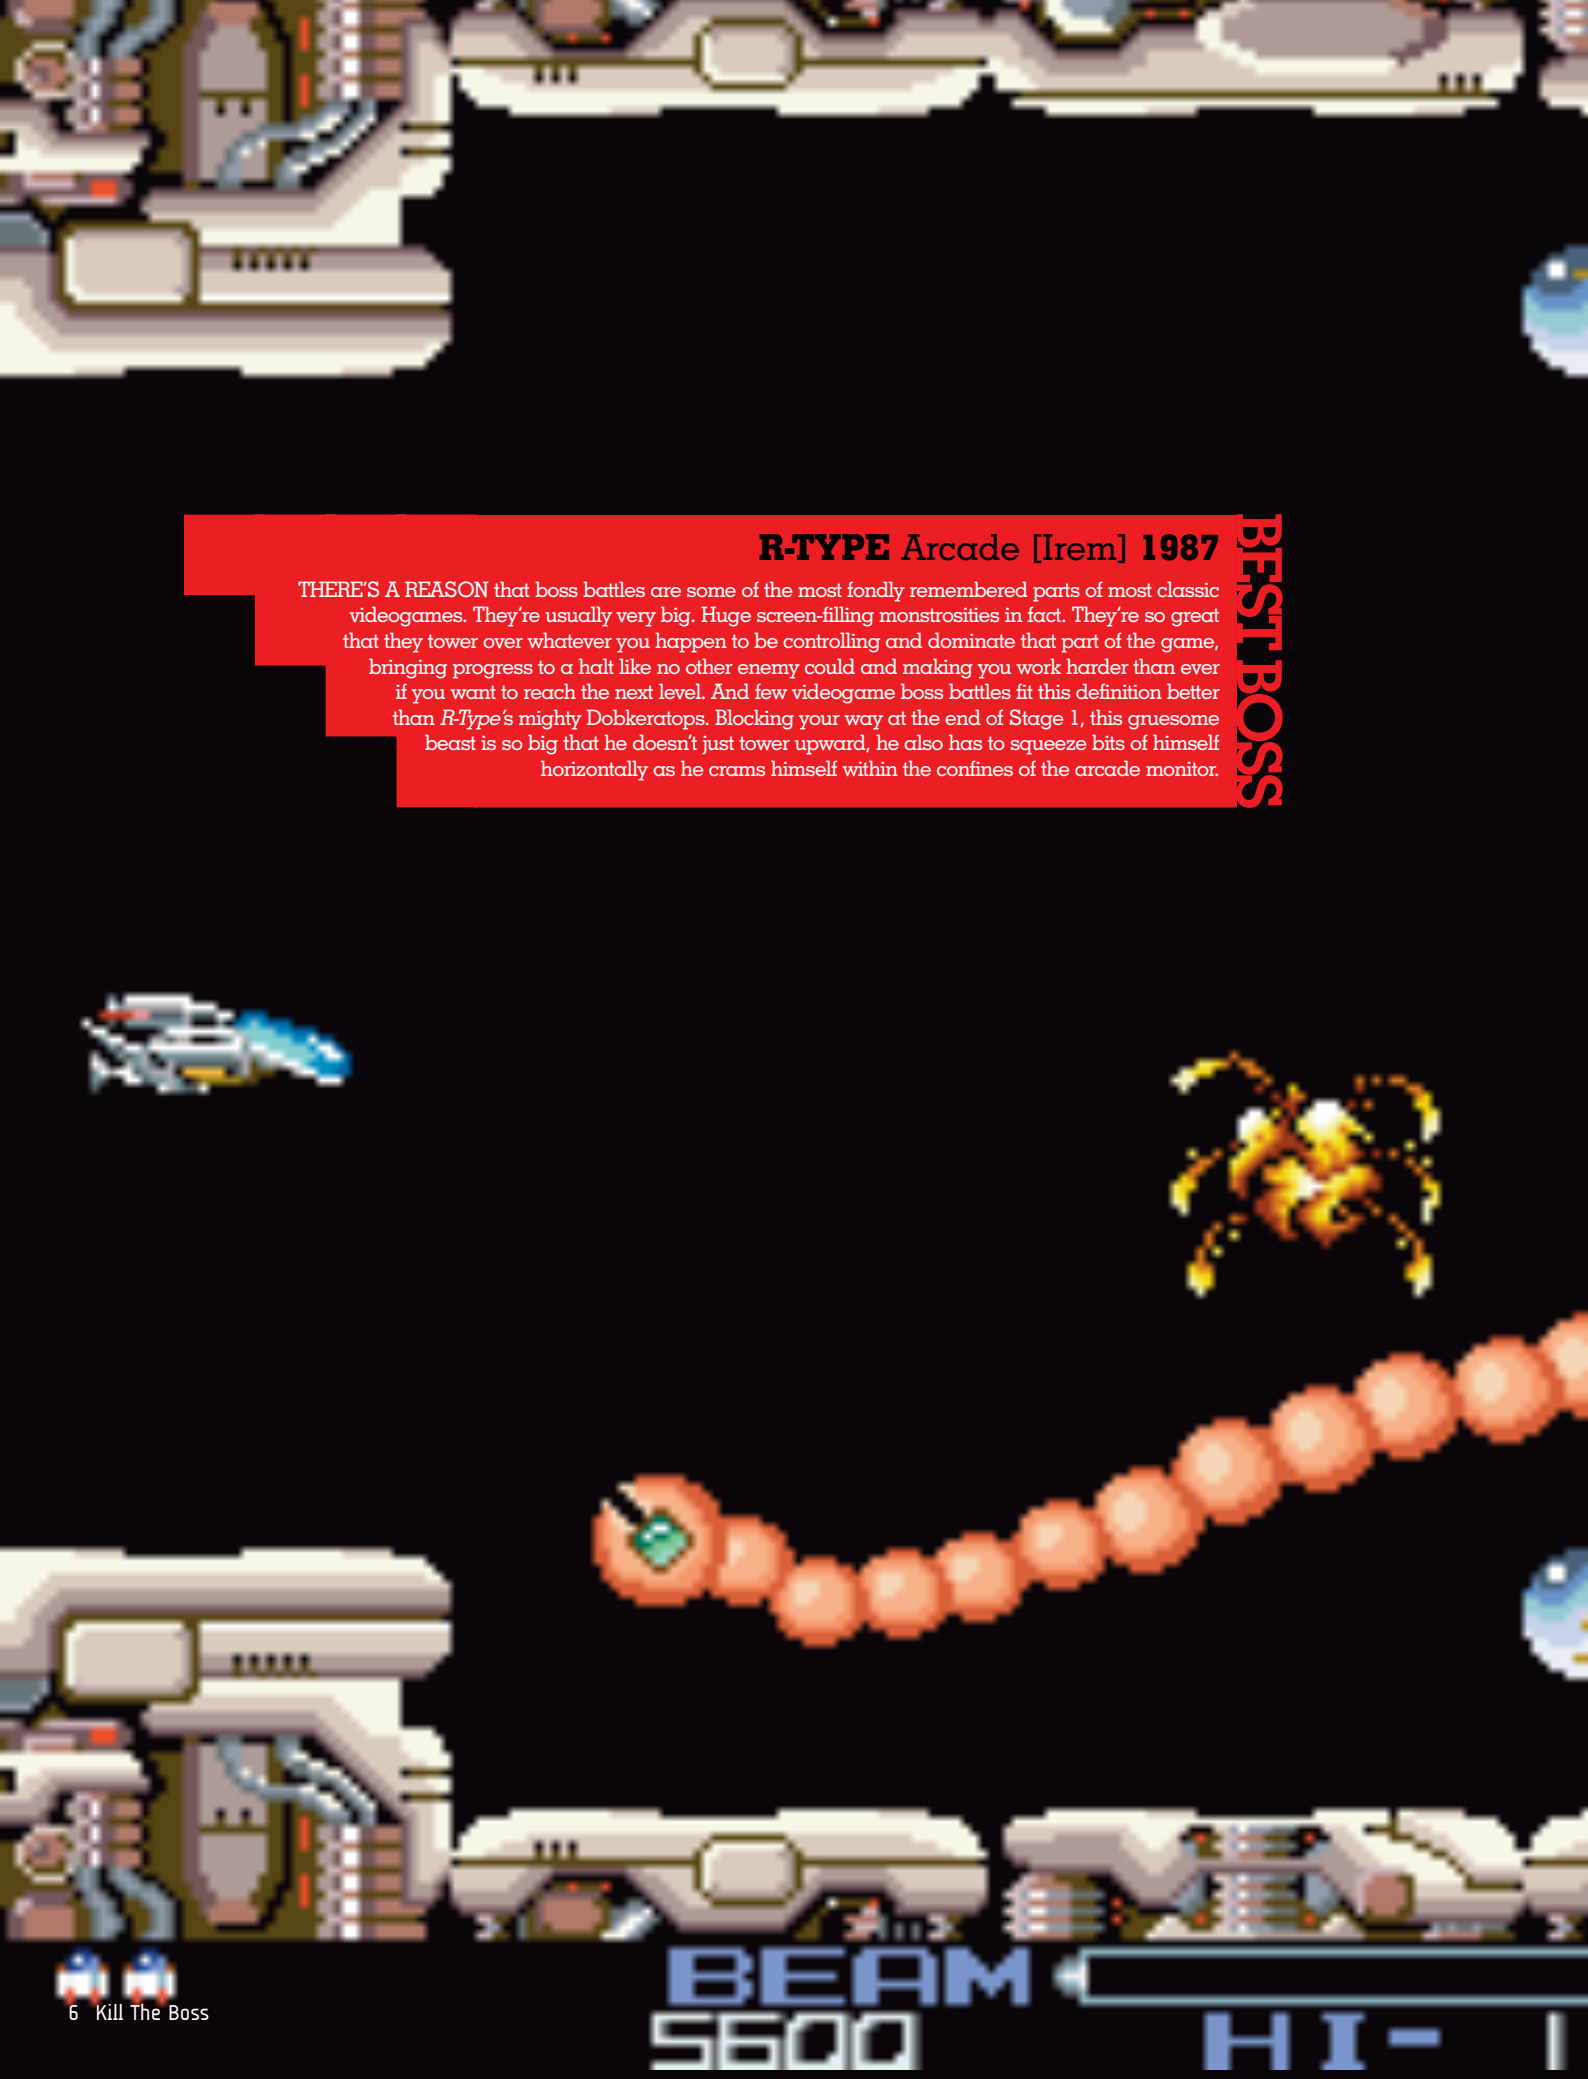 R-TYPE Arcade [Irem] 1987
BEST BOSS
THERE'S A REASON that boss battles are some of the most fondly remembered parts of most classic
videogames. They're usually very big. Huge screen-filling monstrosities in fact. They're so great
that they tower over whatever you happen to be controlling and dominate that part of the game,
bringing progress to a halt like no other enemy could and making you work harder than ever
if you want to reach the next level. And few videogame boss battles fit this definition better
than R-Type's mighty Dobkeratops. Blocking your way at the end of Stage 1, this gruesome
beast is so big that he doesn't just tower upward, he also has to squeeze bits of himself
horizontally as he crams himself within the confines of the arcade monitor.
BEAM
6 Kill The Boss
5600
HI-